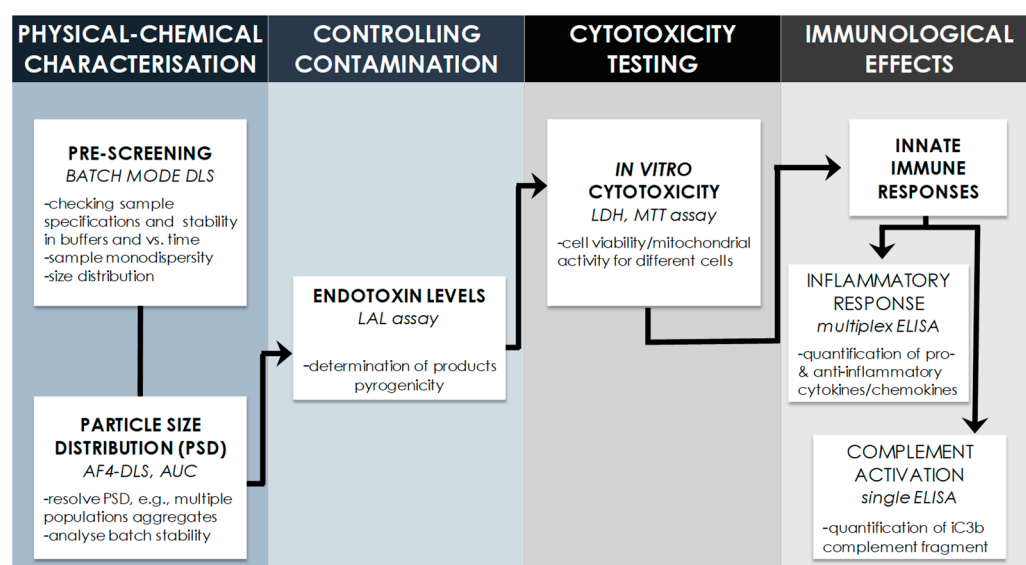 PHYSICAL-CHEMICAL
CHARACTERISATION
CONTROLLING
CONTAMINATION
CYTOTOXICITY
TESTING
IMMUNOLOGICAL
EFFECTS
PRE-SCREENING
BATCH MODE DLS
-checking sample
specifications and stability
in buffers and vs. time
-sample monodispersity
-size distribution
PARTICLE SIZE
DISTRIBUTION (PSD)
AF4-DLS, AUC
-resolve PSD, e.g., multiple
populations aggregates
-analyse batch stability
ENDOTOXIN LEVELS
LAL assay
-determination of products
pyrogenicity
IN VITRO
CYTOTOXICITY
LDH, MTT assay
-cell viability/mitochondrial
activity for different cells
INNATE
IMMUNE
RESPONSES
INFLAMMATORY
RESPONSE
multiplex ELISA
-quantification of pro-
& anti-inflammatory
cytokines/chemokines
COMPLEMENT
ACTIVATION
single ELISA
-quantification of iC3b
complement fragment